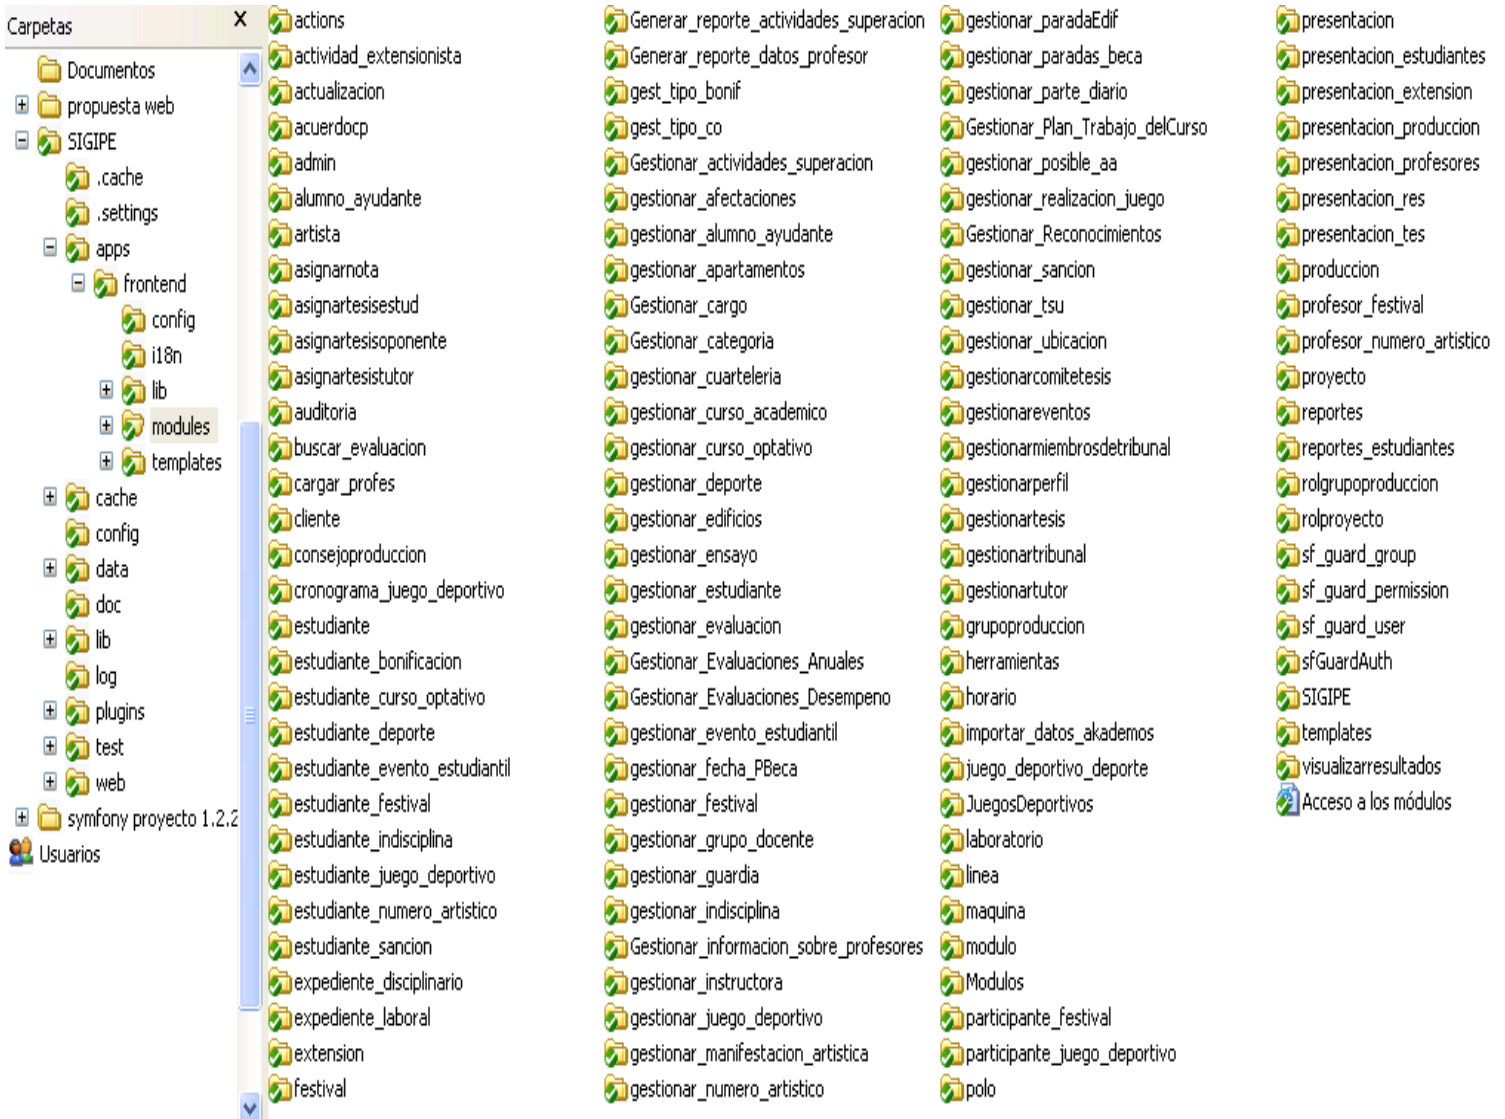 Carpetas
X
Documentos
propuesta web
SIGIPE
.cache
.settings
apps
frontend
config
i18n
lib
modules
templates
cache
config
data
doc
lib
log
plugins
test
web
symfony proyecto 1.2.2
Usuarios
actions
actividad_extensionista
actualizacion
acuerdocp
admin
alumno_ayudante
artista
asignarnota
asignartesisestud
asignartesisoponente
asignartesistutor
auditoria
buscar_evaluacion
cargar_profes
cliente
consejoproduccion
cronograma_juego_deportivo
estudiante
estudiante_bonificacion
estudiante_curso_optativo
estudiante_deporte
estudiante_evento_estudiantil
estudiante_festival
estudiante_indisciplina
estudiante_juego_deportivo
estudiante_numero_artistico
estudiante_sancion
expediente_disciplinario
expediente_laboral
extension
festival
Generar_reporte_actividades_superacion
Generar_reporte_datos_profesor
gest_tipo_bonif
gest_tipo_co
Gestionar_actividades_superacion
gestionar_afectaciones
gestionar_alumno_ayudante
gestionar_apartamentos
Gestionar_cargo
Gestionar_categoria
gestionar_cuarteleria
gestionar_curso_academico
gestionar_curso_optativo
gestionar_deporte
gestionar_edificios
gestionar_ensayo
gestionar_estudiante
gestionar_evaluacion
Gestionar_Evaluaciones_Anuales
Gestionar_Evaluaciones_Desempeno
gestionar_evento_estudiantil
gestionar_fecha_PBeca
gestionar_festival
gestionar_grupo_docente
gestionar_guardia
gestionar_indisciplina
Gestionar_informacion_sobre_profesores
gestionar_instructora
gestionar_juego_deportivo
gestionar_manifestacion_artistica
gestionar_numero_artistico
gestionar_paradaEdif
gestionar_paradas_beca
gestionar_parte_diario
Gestionar_Plan_Trabajo_delCurso
gestionar_posible_aa
gestionar_realizacion_juego
Gestionar_Reconocimientos
gestionar_sancion
gestionar_tsu
gestionar_ubicacion
gestionarcomitetesis
gestionareventos
gestionarmiembrosdetribunal
gestionarperfil
gestionartesis
gestionartribunal
gestionartutor
grupoproduccion
herramientas
horario
importar_datos_akademos
juego_deportivo_deporte
JuegosDeportivos
laboratorio
linea
maquina
modulo
Modulos
participante_festival
participante_juego_deportivo
polo
presentacion
presentacion_estudiantes
presentacion_extension
presentacion_produccion
presentacion_profesores
presentacion_res
presentacion_tes
produccion
profesor_festival
profesor_numero_artistico
proyecto
reportes
reportes_estudiantes
rolgrupoproduccion
rolproyecto
sf_guard_group
sf_guard_permission
sf_guard_user
sfGuardAuth
SIGIPE
templates
visualizarresultados
Acceso a los módulos